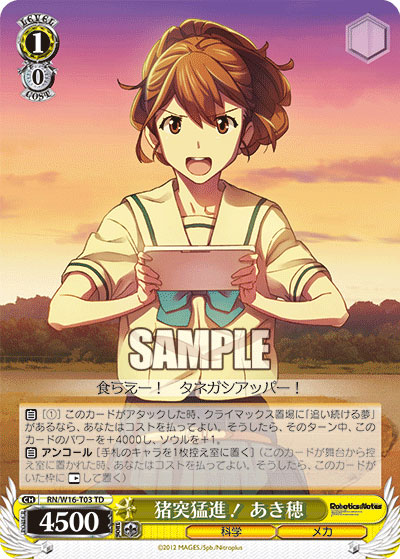 LEVEL
1
0
COST
SAMPLE
食らえー！ タネガシアッパー！
自 [①] このカードがアタックした時、クライマックス置場に「追い続ける夢」
があるなら、あなたはコストを払ってよい。そうしたら、そのターン中、こ
のカードのパワーを＋4000し、ソウルを＋1。
自 アンコール [手札のキャラを1枚控え室に置く] （このカードが舞台から控
え室に置かれた時、あなたはコストを払ってよい。そうしたら、このカードが
いた枠に[レスト]して置く）
CH RN/W16-T03 TD
4500
猪突猛進！ あき穂
Robotics;Notes
科学 メカ
©2012 MAGES./5pb./Nitroplus